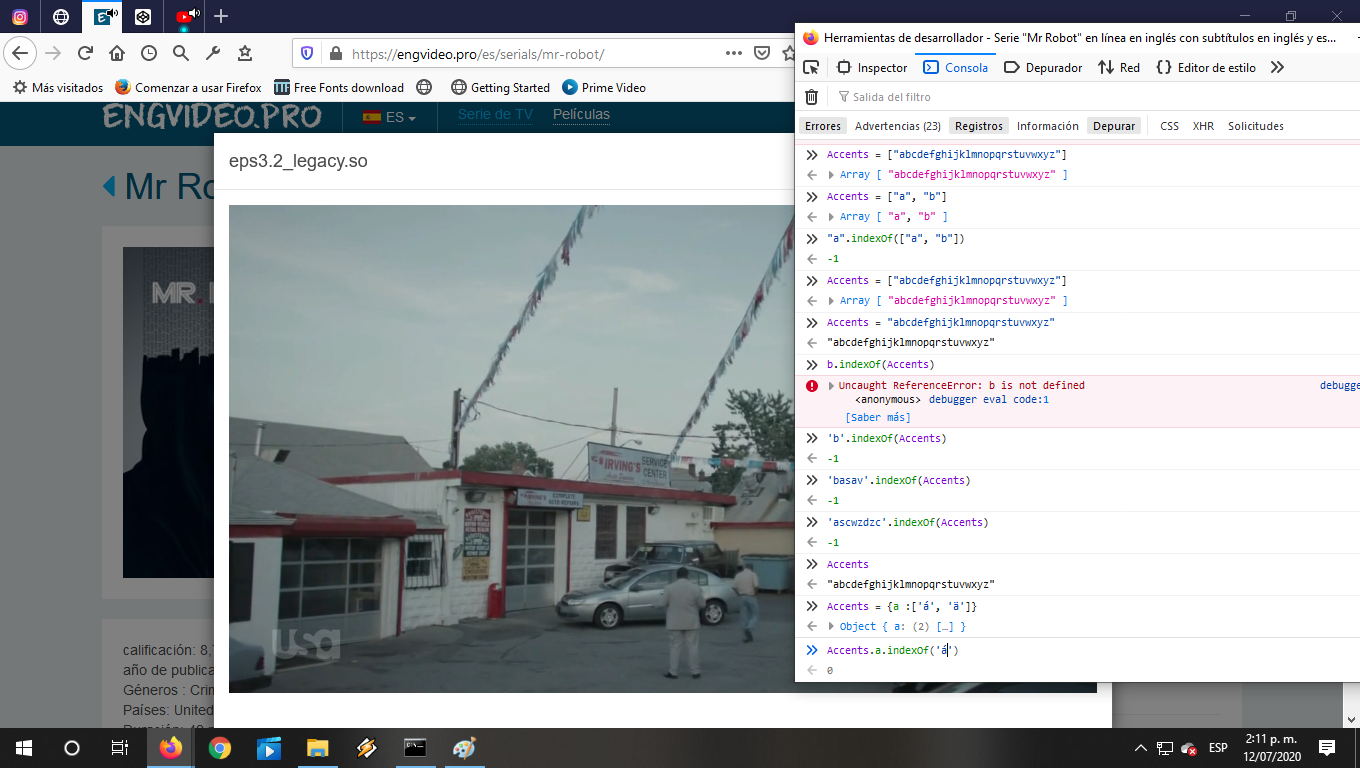 https://engvideo.pro/es/serials/mr-robot/
Más visitados
Comenzar a usar Firefox
Free Fonts download
Getting Started
Prime Video
ENGVIDEO.PRO
ES
Serie de TV
Películas
Mr Ro
MR.
calificación: 8,
año de publica
Géneros : Crin
Países: United
eps3.2_legacy.so
IRVING'S
SERVICE
CENTER
IRVING'S
COMPLETE
usa
Herramientas de desarrollador - Serie "Mr Robot" en línea en inglés con subtítulos en inglés y es...
Inspector
Consola
Depurador
Red
Editor de estilo
Salida del filtro
Errores
Advertencias (23)
Registros
Información
Depurar
CSS
XHR
Solicitudes
Accents = ["abcdefghijklmnopqrstuvwxyz"]
Array [ "abcdefghijklmnopqrstuvwxyz" ]
Accents = ["a", "b"]
Array [ "a", "b" ]
"a".indexOf(["a", "b"])
-1
Accents = ["abcdefghijklmnopqrstuvwxyz"]
Array [ "abcdefghijklmnopqrstuvwxyz" ]
Accents = "abcdefghijklmnopqrstuvwxyz"
"abcdefghijklmnopqrstuvwxyz"
b.indexOf(Accents)
Uncaught ReferenceError: b is not defined
debugge
<anonymous> debugger eval code:1
[Saber más]
'b'.indexOf(Accents)
-1
'basav'.indexOf(Accents)
-1
'ascwzdzc'.indexOf(Accents)
-1
Accents
"abcdefghijklmnopqrstuvwxyz"
Accents = {a :['á', 'ä']}
Object { a: (2) […] }
Accents.a.indexOf('á')
0
ESP
2:11 p. m.
12/07/2020